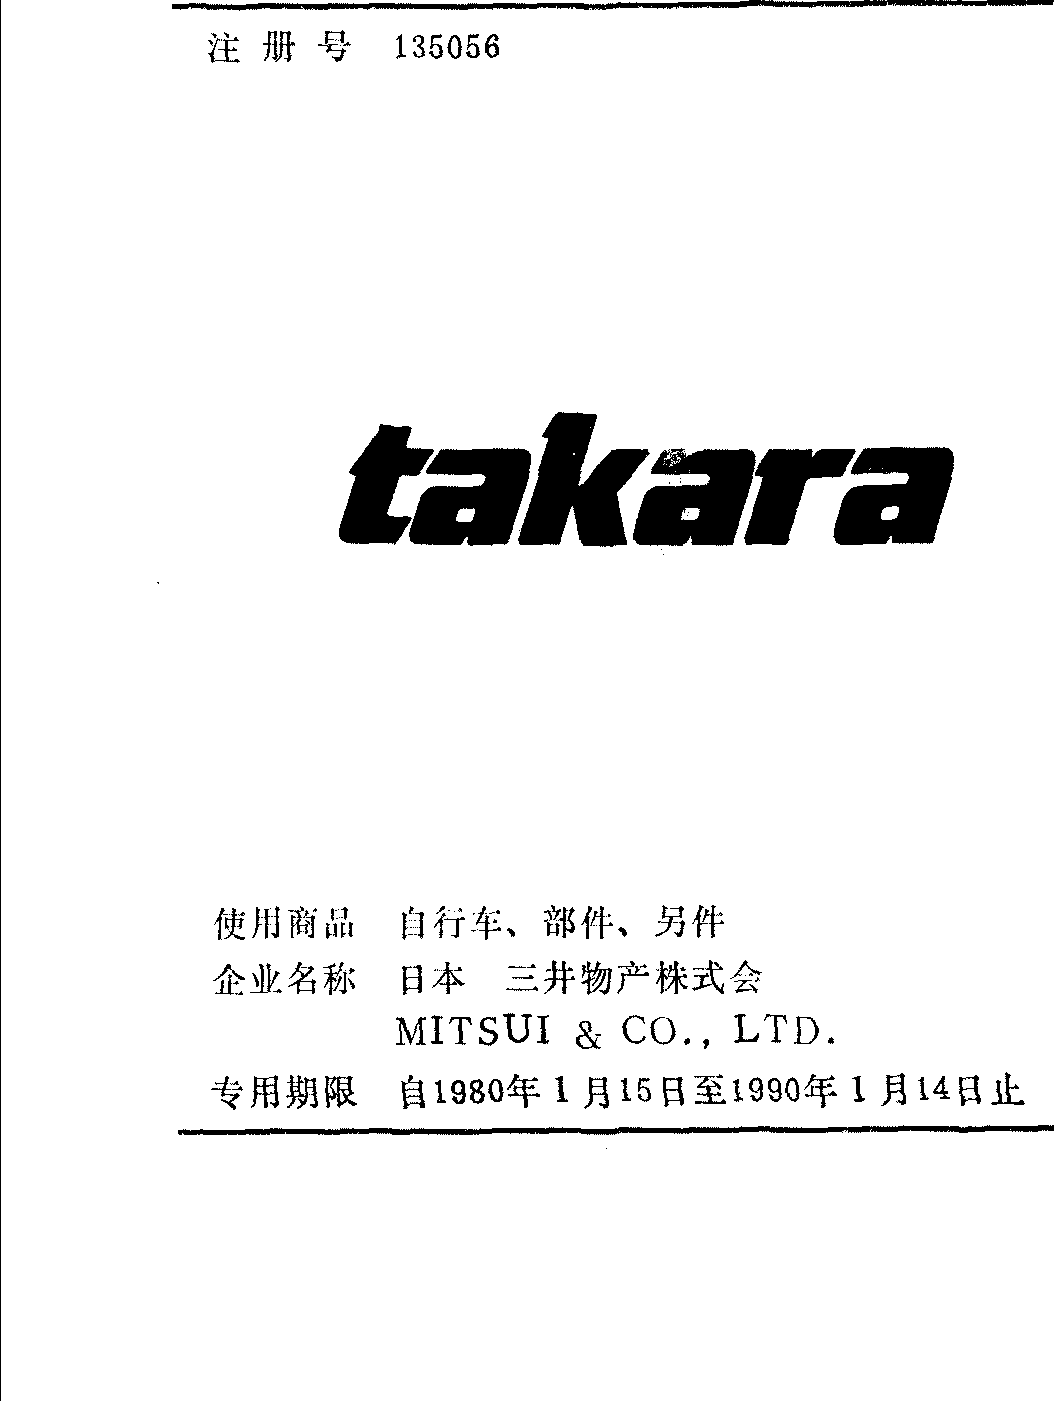 注册号 135056
takara
使用商品 自行车、部件、另件
企业名称 日本 三井物产株式会
MITSUI & CO., LTD.
专用期限 自1980年1月15日至1990年1月14日止